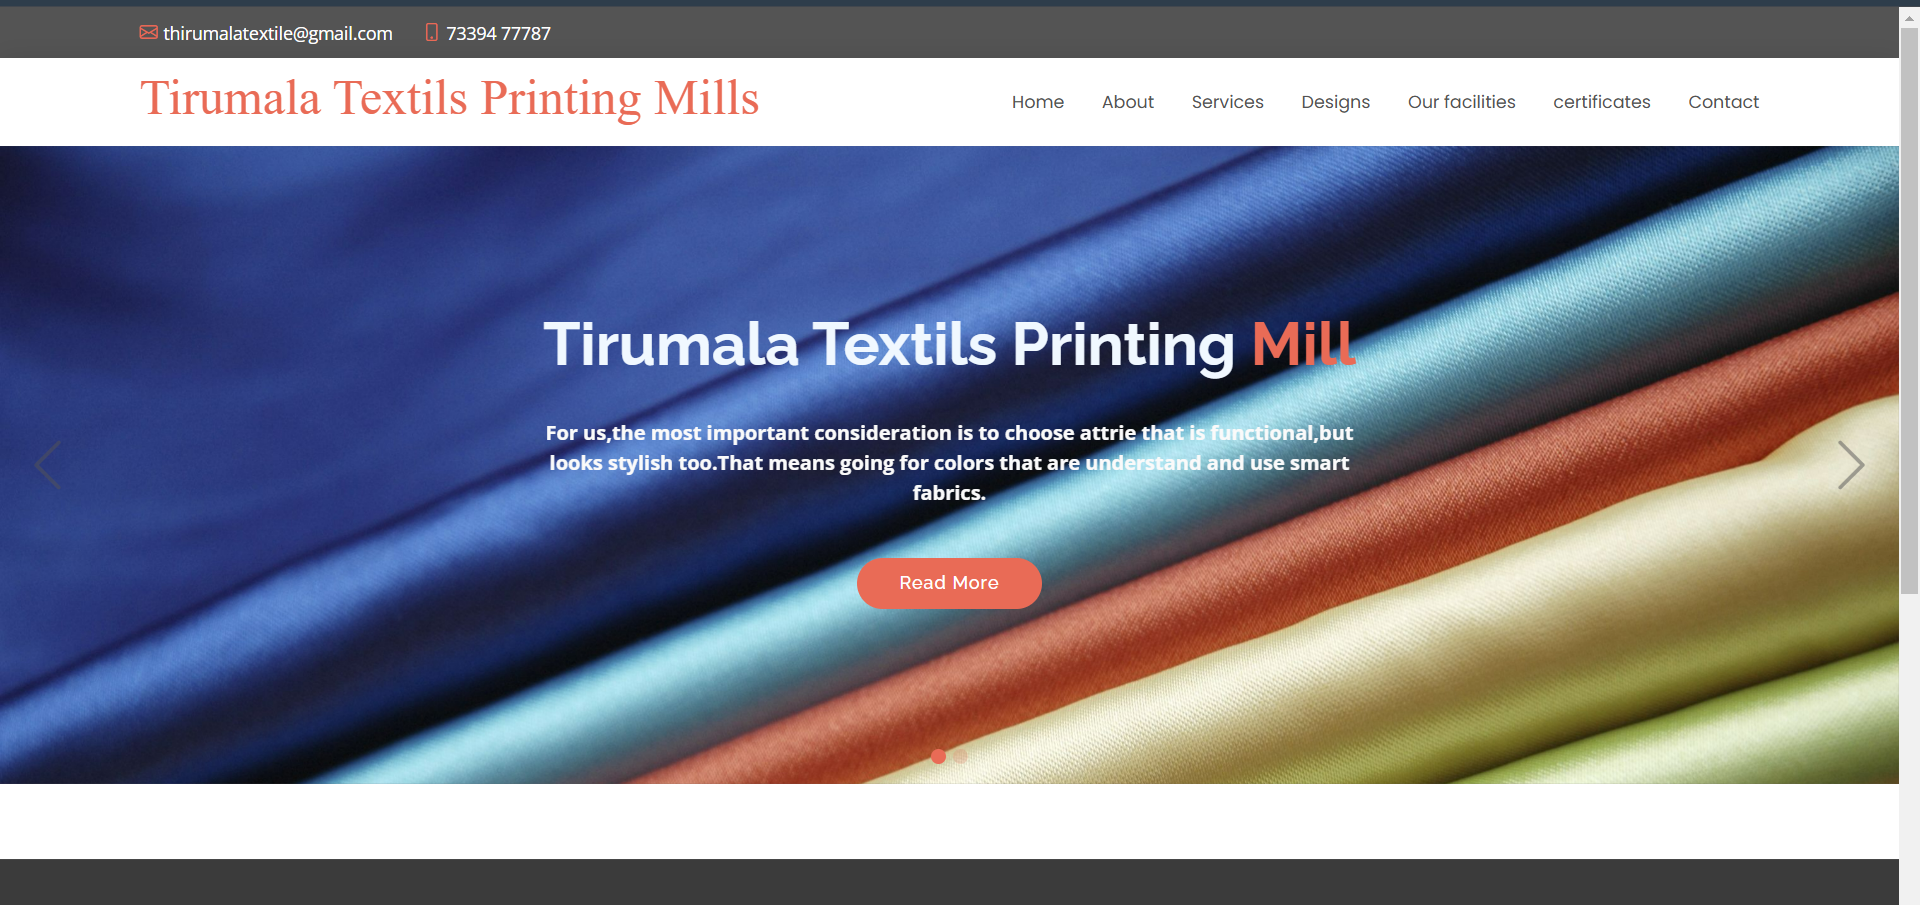 thirumalatextile@gmail.com 73394 77787
Tirumala Textils Printing Mills
Home About Services Designs Our facilities certificates Contact
Tirumala Textils Printing Mill
For us,the most important consideration is to choose attrie that is functional,but
looks stylish too.That means going for colors that are understand and use smart
fabrics.
Read More